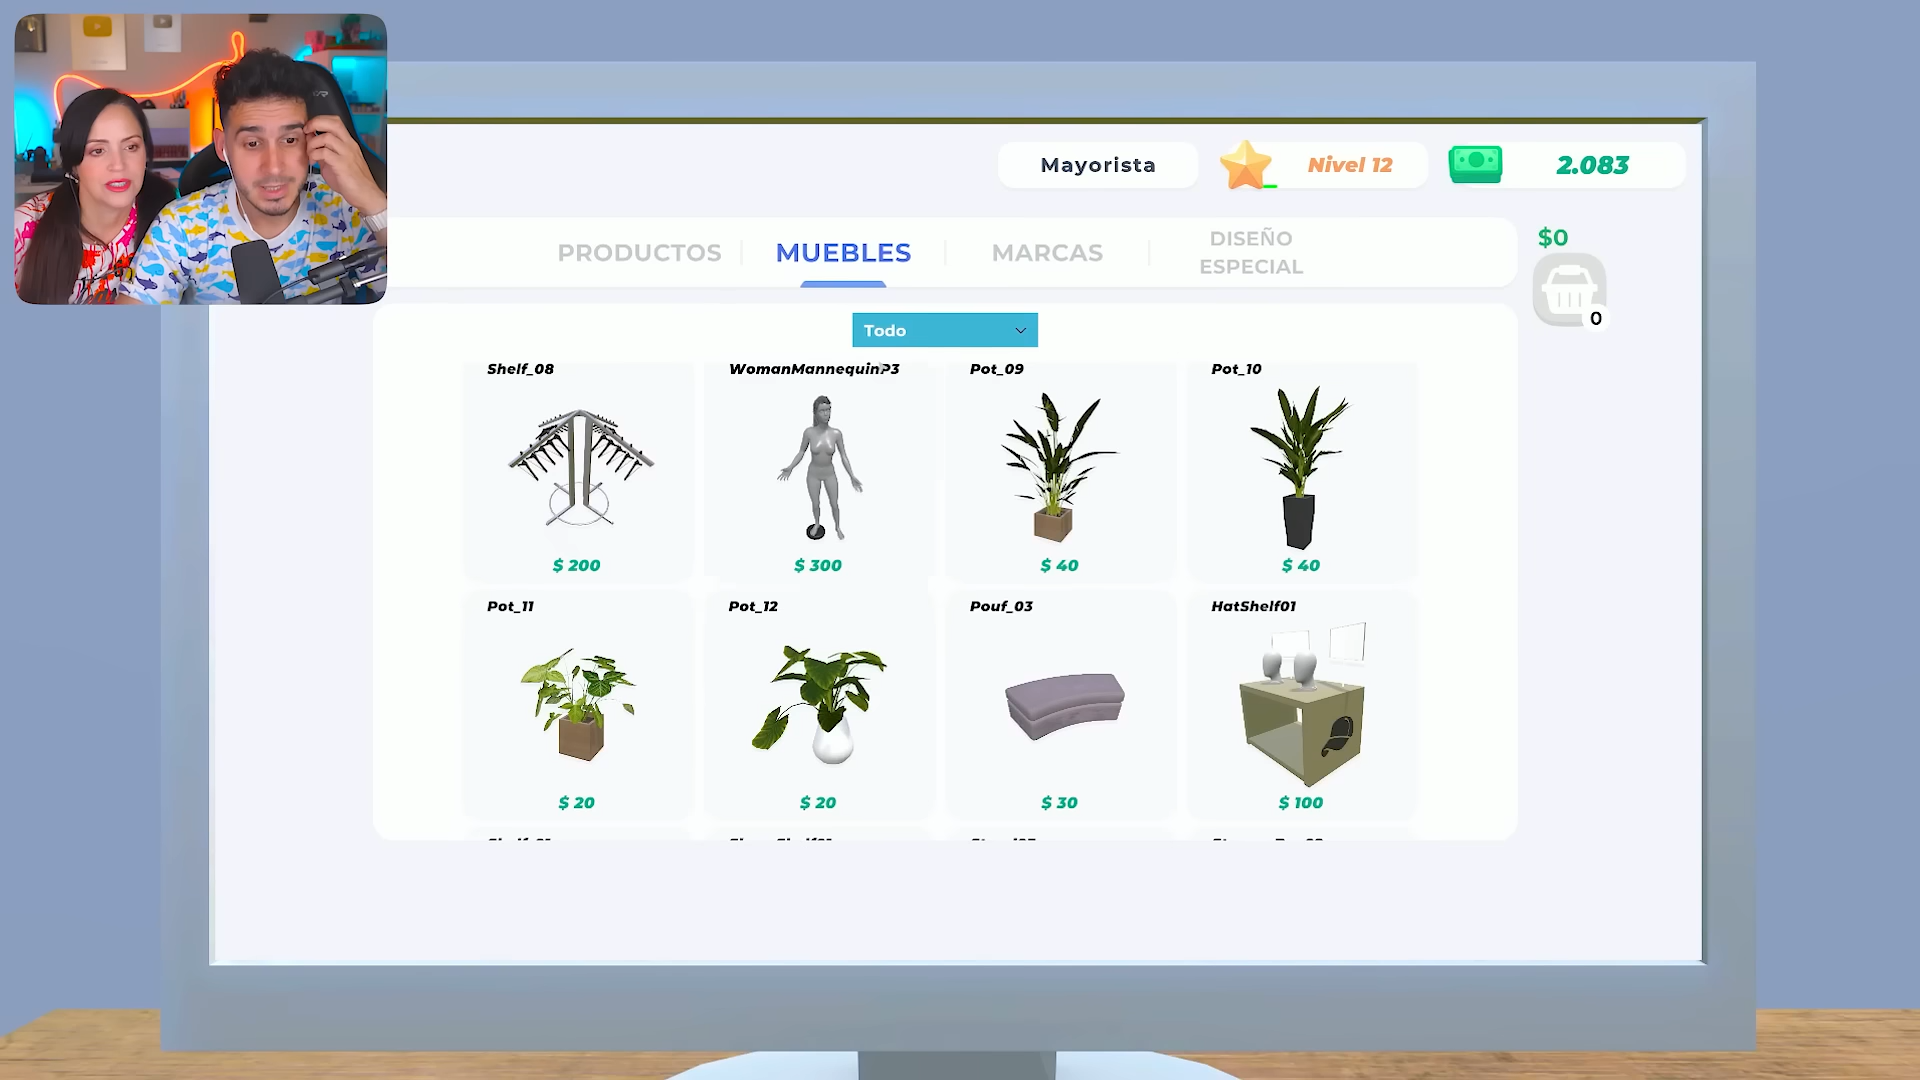 Mayorista
Nivel 12
2.083
PRODUCTOS
MUEBLES
MARCAS
DISEÑO
ESPECIAL
$0
0
Todo
Shelf_08
WomanMannequinP3
Pot_09
Pot_10
$ 200
$ 300
$ 40
$ 40
Pot_11
Pot_12
Pouf_03
HatShelf01
$ 20
$ 20
$ 30
$ 100